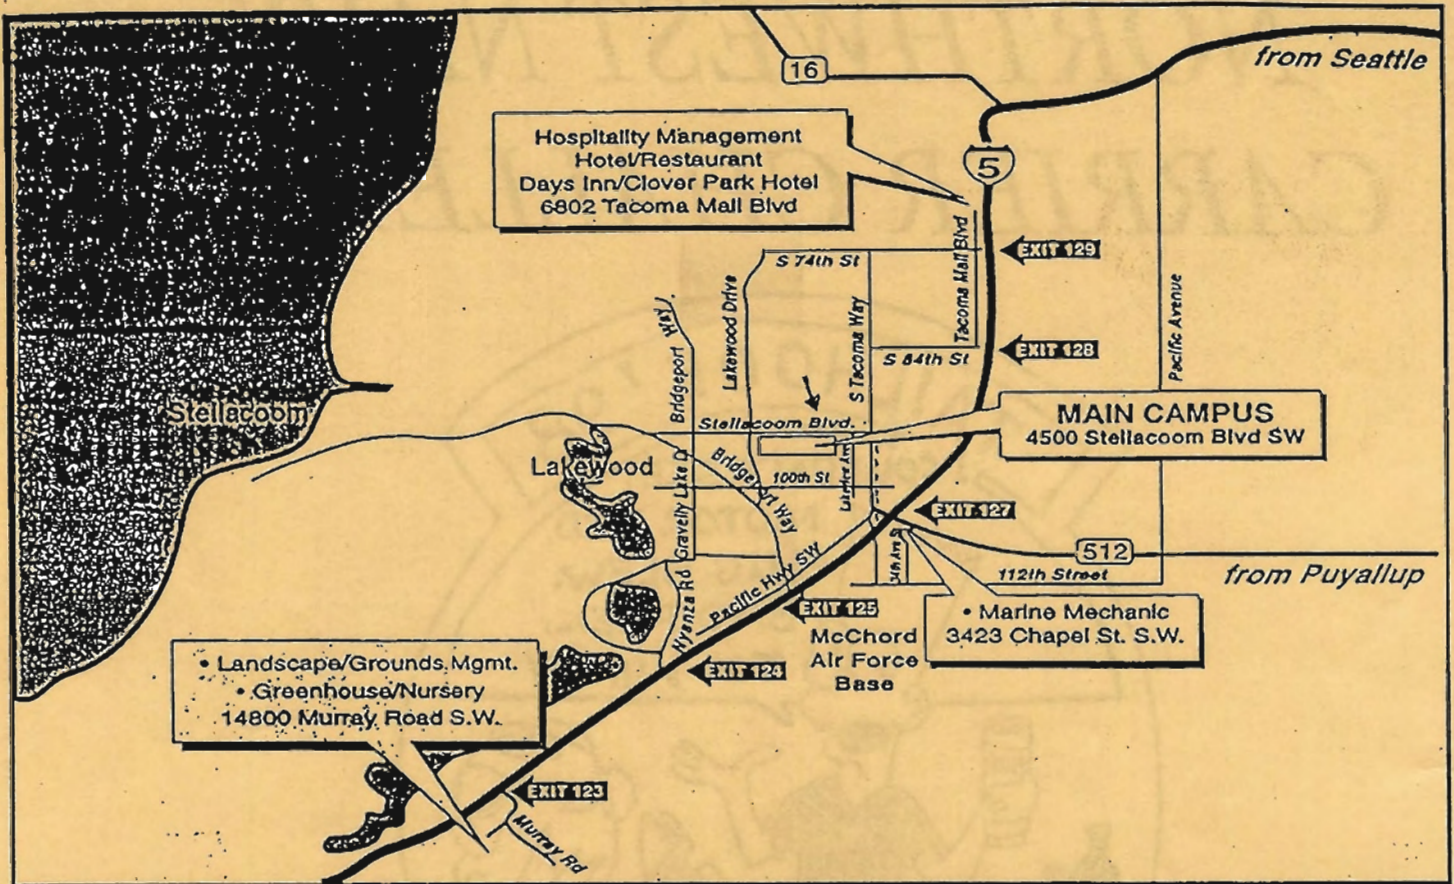 from Seattle
16
Hospitality Management
Hotel/Restaurant
Days Inn/Clover Park Hotel
6802 Tacoma Mall Blvd
5
EXIT 129
S 74th St
Tacoma Mall Blvd
Lakewood Drive
S Tacoma Way
Bridgeport Way
Pacific Avenue
EXIT 128
S 84th St
MAIN CAMPUS
4500 Steilacoom Blvd SW
Steilacoom
Steilacoom Blvd.
Lakewood
Bridgeport Way
100th St
Gravelly Lake D
EXIT 127
512
from Puyallup
112th Street
Pacific Hwy SW
Nyanza Rd
EXIT 125
McChord
Air Force
Base
• Marine Mechanic
3423 Chapel St. S.W.
EXIT 124
• Landscape/Grounds Mgmt.
• Greenhouse/Nursery
14800 Murray Road S.W.
EXIT 123
Murray Rd